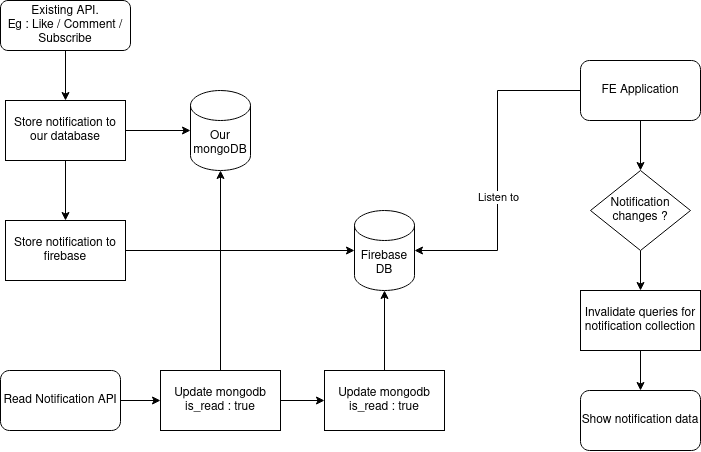 Existing API.
Eg : Like / Comment /
Subscribe
Store notification to
our database
Our
mongoDB
Store notification to
firebase
Firebase
DB
Listen to
FE Application
Notification
changes ?
Invalidate queries for
notification collection
Show notification data
Read Notification API
Update mongodb
is_read : true
Update mongodb
is_read : true